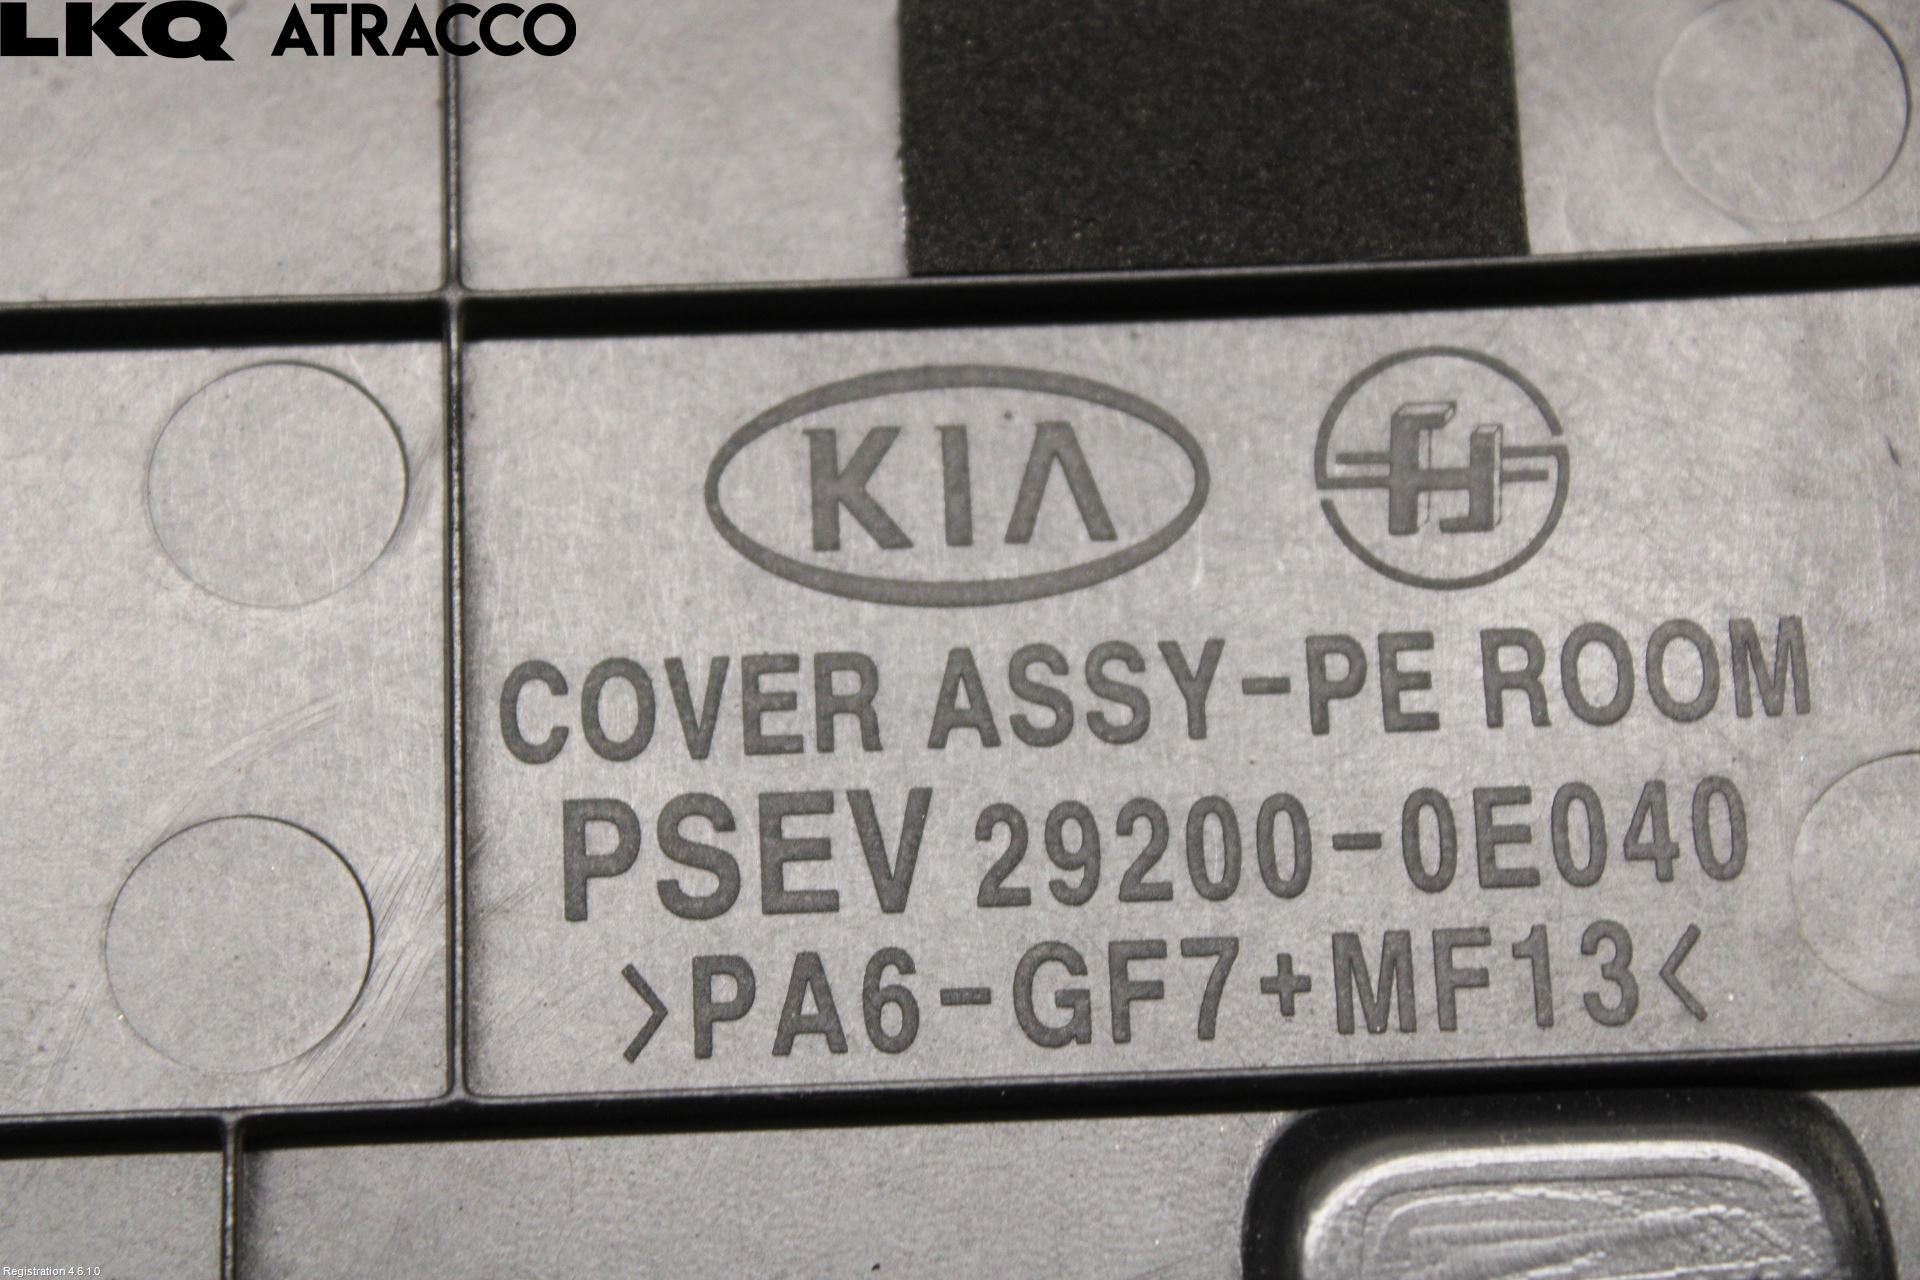 LKQ ATRACCO
KIA
COVER ASSY-PE ROOM
PSEV 29200-0E040
>PA6-GF7+MF13<
Registration 4.6.1.0